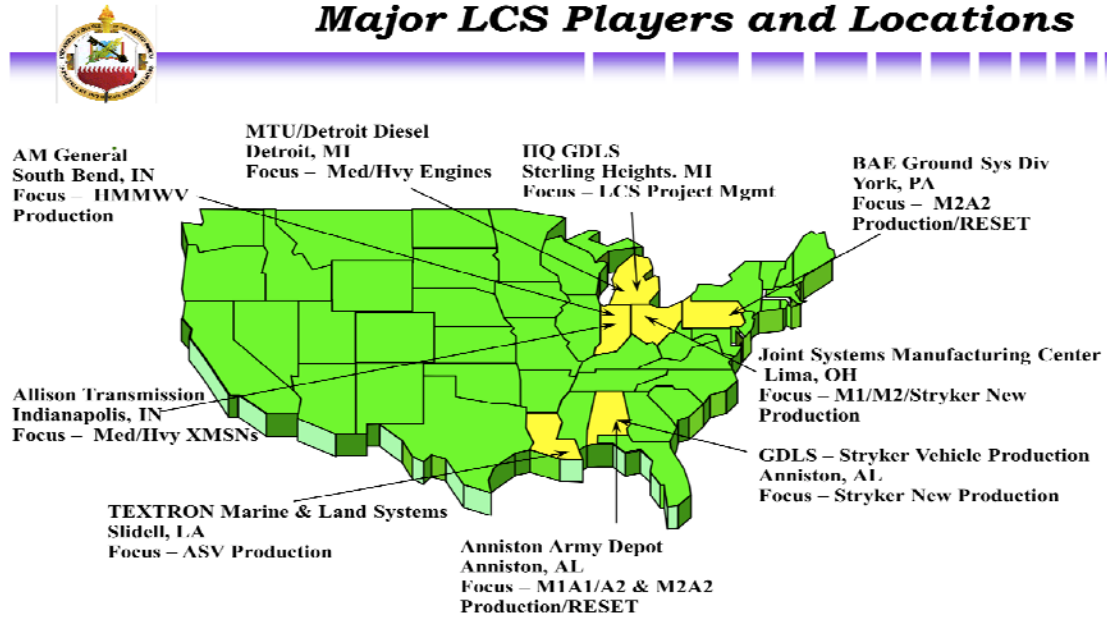 Major LCS Players and Locations
MTU/Detroit Diesel
Detroit, MI
Focus – Med/Hvy Engines
HQ GDLS
Sterling Heights. MI
Focus – LCS Project Mgmt
AM General
South Bend, IN
Focus – HMMWV
Production
BAE Ground Sys Div
York, PA
Focus – M2A2
Production/RESET
Joint Systems Manufacturing Center
Lima, OH
Focus – M1/M2/Stryker New
Production
Allison Transmission
Indianapolis, IN
Focus – Med/Hvy XMSNs
GDLS – Stryker Vehicle Production
Anniston, AL
Focus – Stryker New Production
TEXTRON Marine & Land Systems
Slidell, LA
Focus – ASV Production
Anniston Army Depot
Anniston, AL
Focus – M1A1/A2 & M2A2
Production/RESET